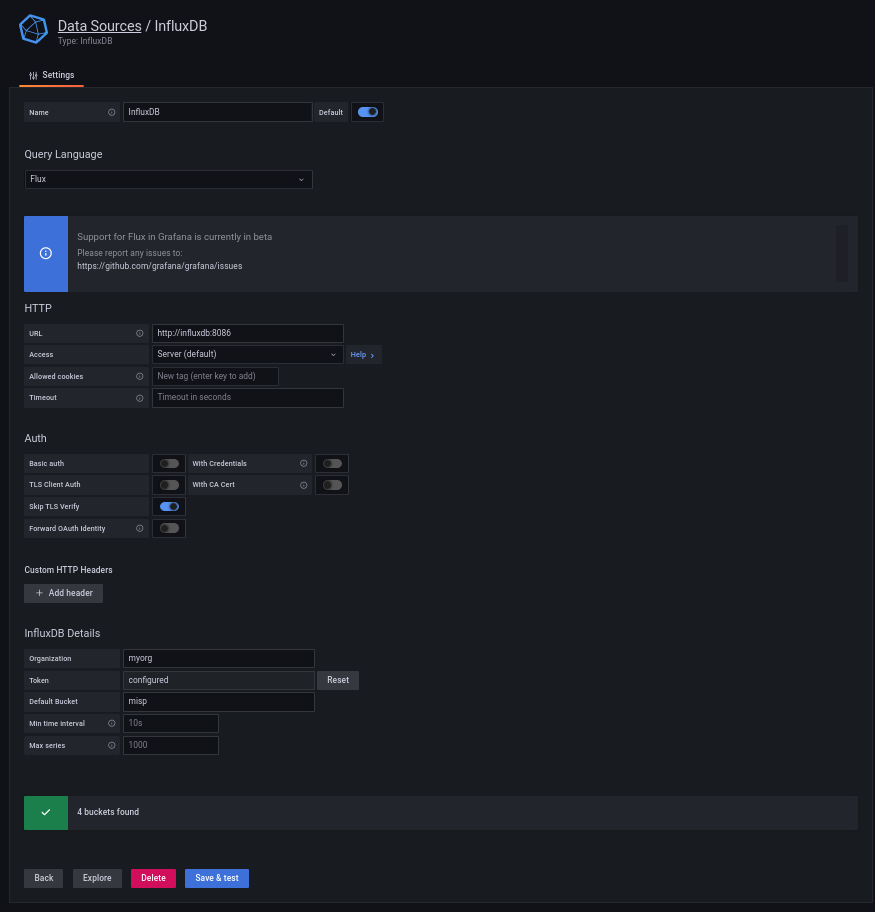 Data Sources / InfluxDB
Type: InfluxDB
Settings
Name InfluxDB Default
Query Language
Flux
Support for Flux in Grafana is currently in beta
Please report any issues to:
https://github.com/grafana/grafana/issues
HTTP
URL http://influxdb:8086
Access Server (default) Help ›
Allowed cookies New tag (enter key to add)
Timeout Timeout in seconds
Auth
Basic auth With Credentials
TLS Client Auth With CA Cert
Skip TLS Verify
Forward OAuth Identity
Custom HTTP Headers
+ Add header
InfluxDB Details
Organization myorg
Token configured Reset
Default Bucket misp
Min time interval 10s
Max series 1000
4 buckets found
Back Explore Delete Save & test